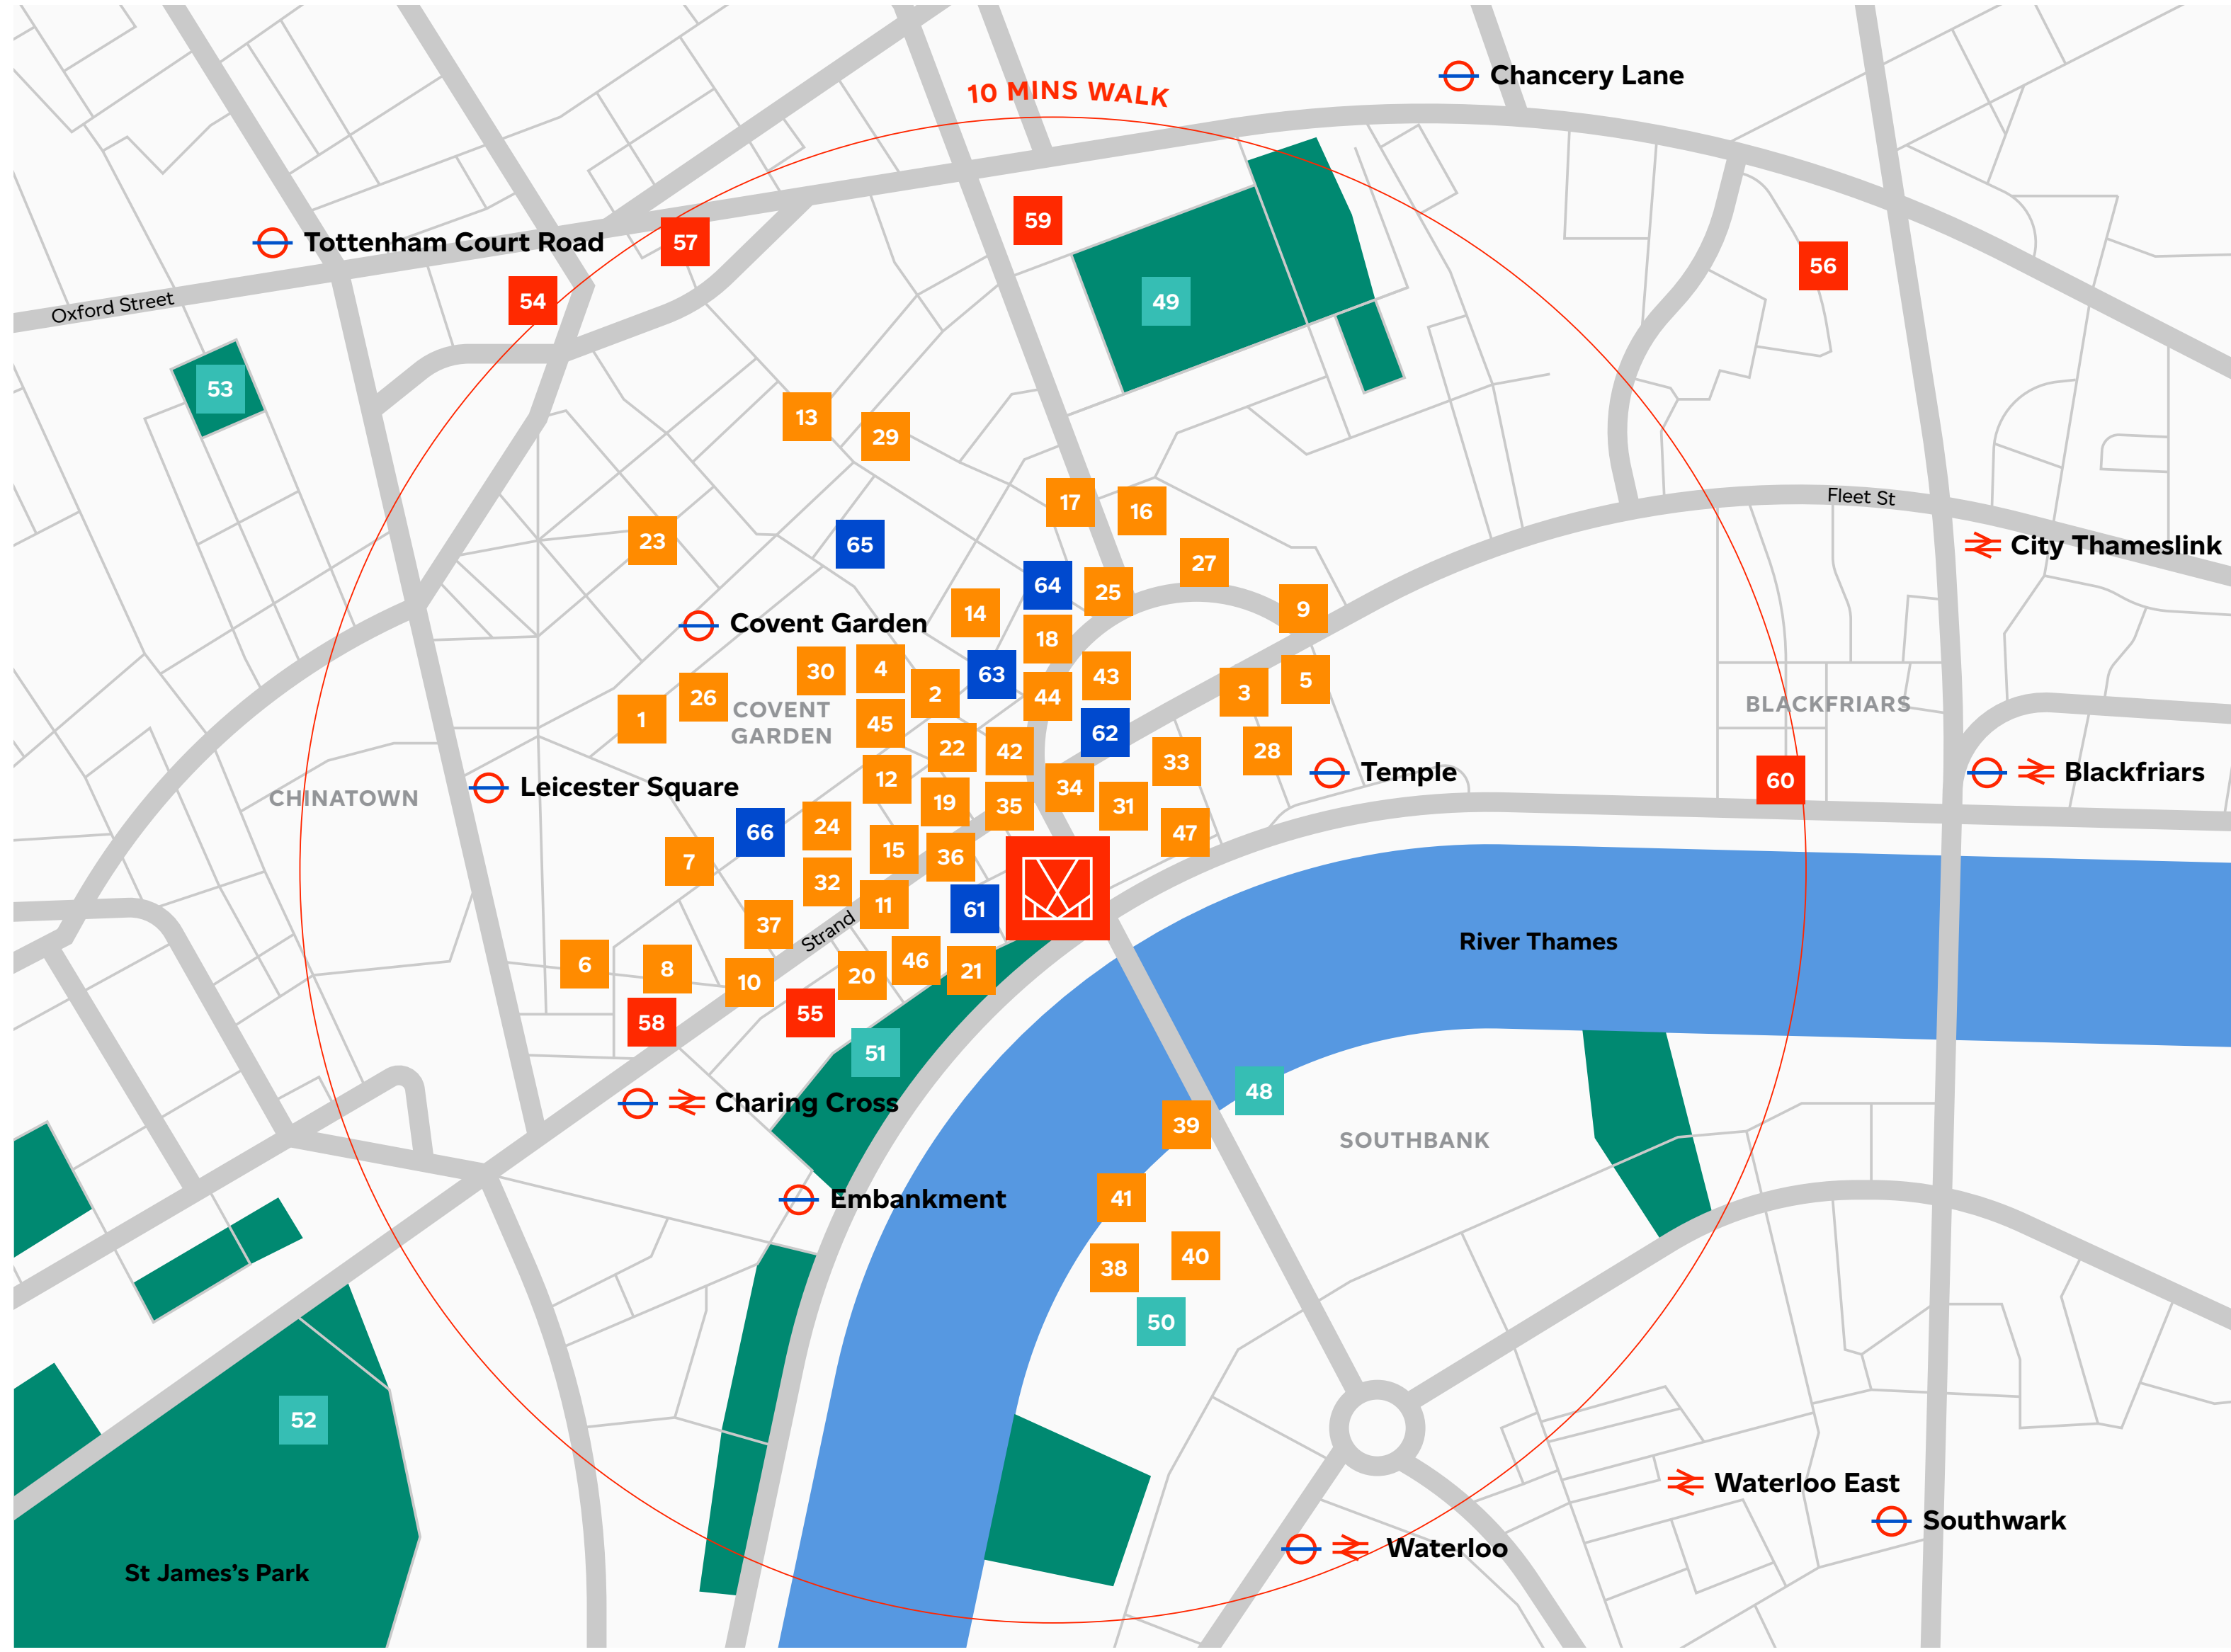 Chancery Lane
10 MINS WALK
59
Tottenham Court Road
57
56
54
49
Oxford Street
53
13
29
17
16
Fleet St
23
65
City Thameslink
27
64
25
14
9
Covent Garden
18
30
4
63
43
5
26
2
44
3
1
COVENT
GARDEN
45
BLACKFRIARS
62
22
42
28
33
Temple
Blackfriars
12
60
34
Leicester Square
CHINATOWN
19
35
31
66
24
47
15
36
7
32
11
61
37
Strand
River Thames
6
8
46
21
20
10
55
58
51
48
Charing Cross
39
SOUTHBANK
41
Embankment
40
38
50
52
Waterloo East
Southwark
Waterloo
St James’s Park